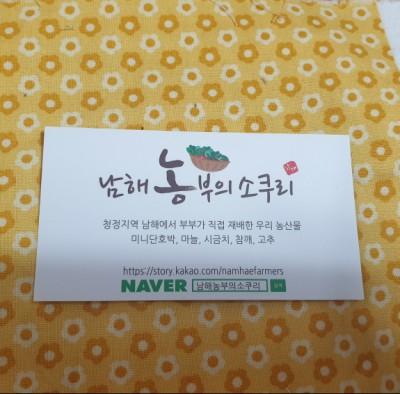 남해 농부의 소쿠리
청정지역 남해에서 부부가 직접 재배한 우리 농산물
미니단호박, 마늘, 시금치, 참깨, 고추
https://story.kakao.com/namhaefarmers
NAVER 남해농부의소쿠리